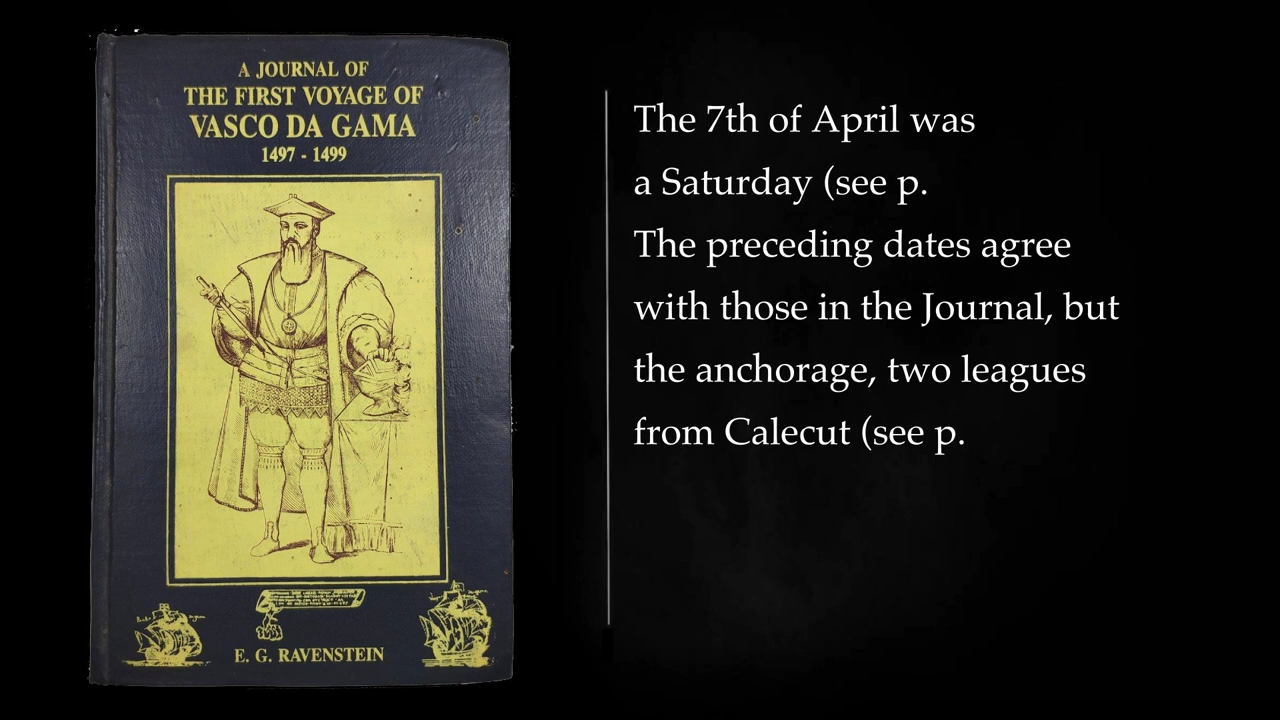 A JOURNAL OF
THE FIRST VOYAGE OF
VASCO DA GAMA
1497 - 1499
E. G. RAVENSTEIN
The 7th of April was
a Saturday (see p.
The preceding dates agree
with those in the Journal, but
the anchorage, two leagues
from Calecut (see p.